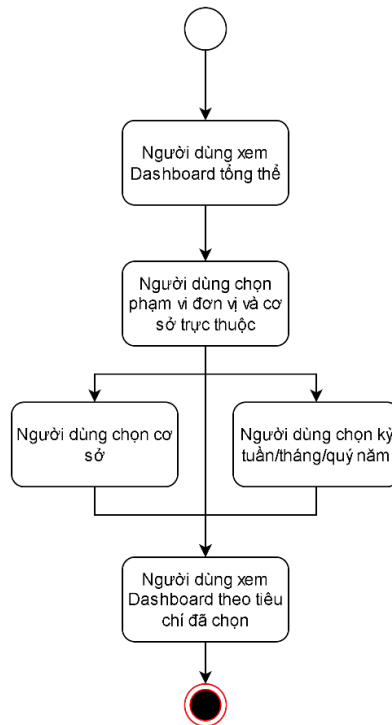 Người dùng xem
Dashboard tổng thể
Người dùng chọn
phạm vi đơn vị và cơ
sở trực thuộc
Người dùng chọn cơ
sở
Người dùng chọn kỳ
tuần/tháng/quý năm
Người dùng xem
Dashboard theo tiêu
chí đã chọn